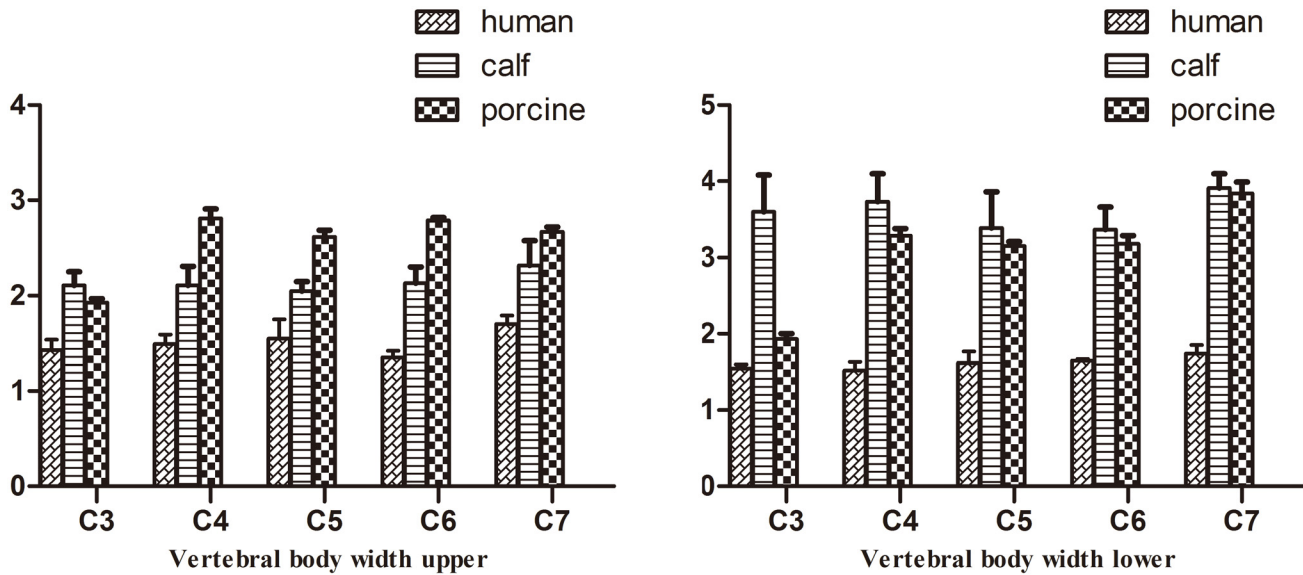 human
calf
porcine
4
3
2
1
0
C3 C4 C5 C6 C7
Vertebral body width upper
human
calf
porcine
5
4
3
2
1
0
C3 C4 C5 C6 C7
Vertebral body width lower